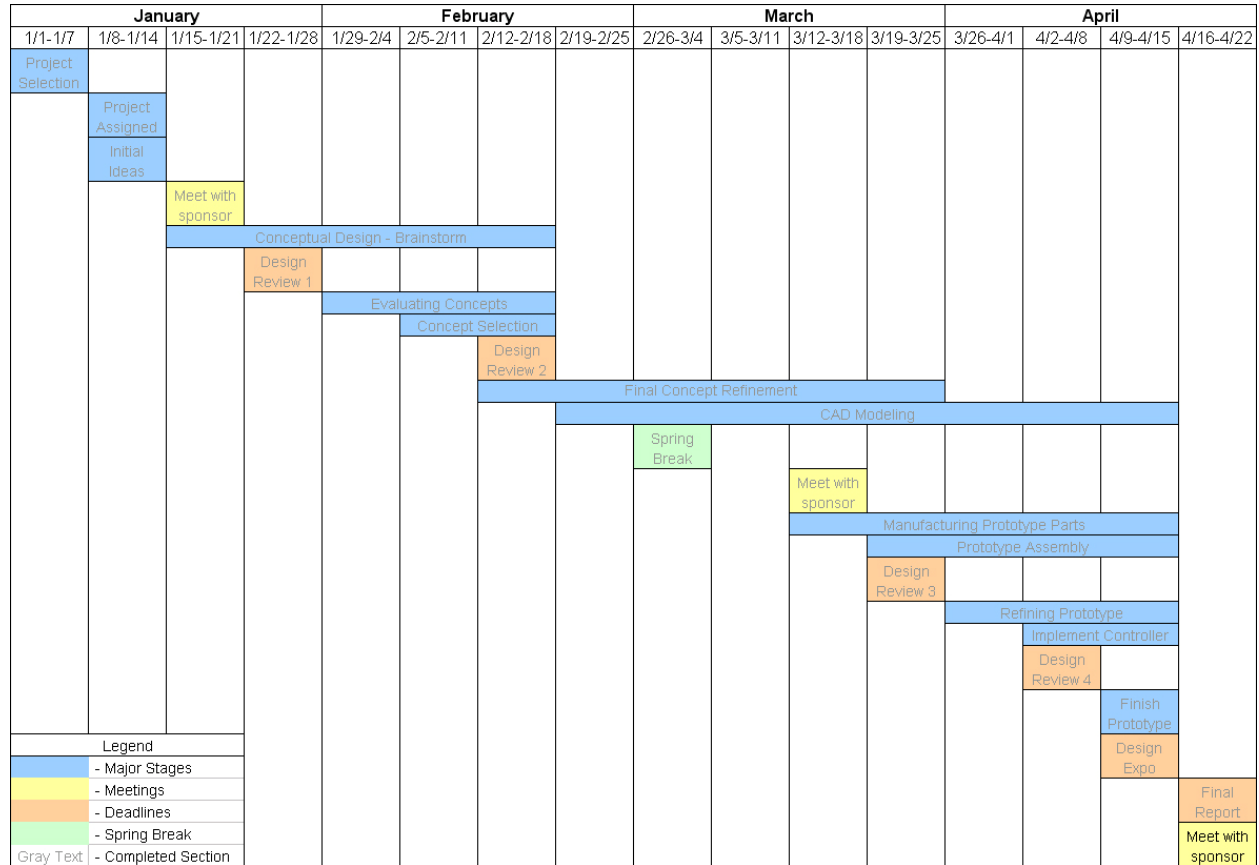 January February March April
1/1-1/7 1/8-1/14 1/15-1/21 1/22-1/28 1/29-2/4 2/5-2/11 2/12-2/18 2/19-2/25 2/26-3/4 3/5-3/11 3/12-3/18 3/19-3/25 3/26-4/1 4/2-4/8 4/9-4/15 4/16-4/22
Project
Selection
Project
Assigned
Initial
Ideas
Meet with
sponsor
Conceptual Design - Brainstorm
Design
Review 1
Evaluating Concepts
Concept Selection
Design
Review 2
Final Concept Refinement
CAD Modeling
Spring
Break
Meet with
sponsor
Manufacturing Prototype Parts
Prototype Assembly
Design
Review 3
Refining Prototype
Implement Controller
Design
Review 4
Finish
Prototype
Design
Expo
Final
Report
Meet with
sponsor
Legend
- Major Stages
- Meetings
- Deadlines
- Spring Break
Gray Text - Completed Section